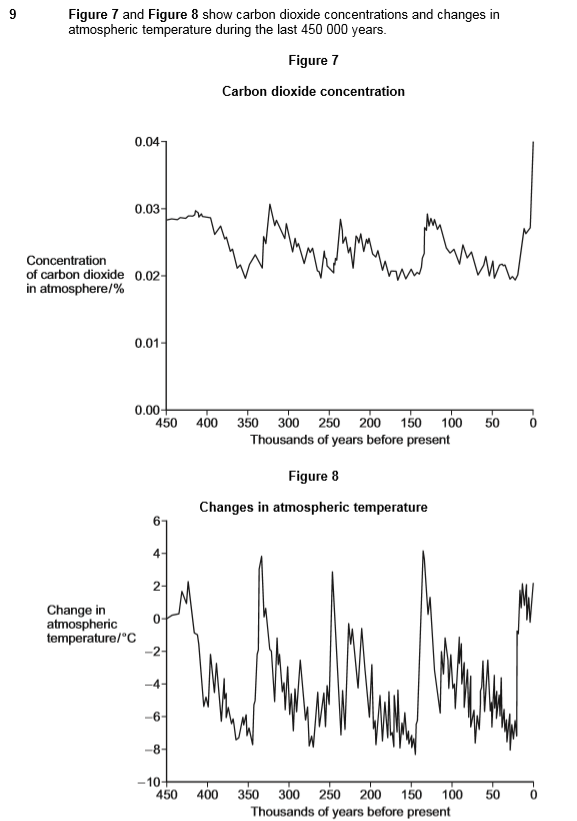 9 Figure 7 and Figure 8 show carbon dioxide concentrations and changes in
atmospheric temperature during the last 450 000 years.
Figure 7
Carbon dioxide concentration
0.04
0.03
Concentration
of carbon dioxide
in atmosphere/%
0.02
0.01
0.00
450 400 350 300 250 200 150 100 50 0
Thousands of years before present
Figure 8
Changes in atmospheric temperature
6
4
2
Change in
atmospheric
temperature/°C
0
–2
–4
–6
–8
–10
450 400 350 300 250 200 150 100 50 0
Thousands of years before present